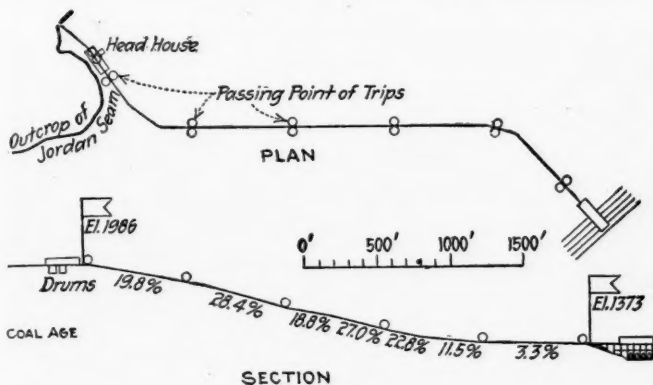 Head House
Passing Point of Trips
Outcrop of
Jordan Seam
PLAN
El. 1986
0' 500' 1000' 1500'
El. 1373
Drums
19.8%
28.4%
18.8%
27.0%
22.8%
11.5%
3.3%
COAL AGE
SECTION